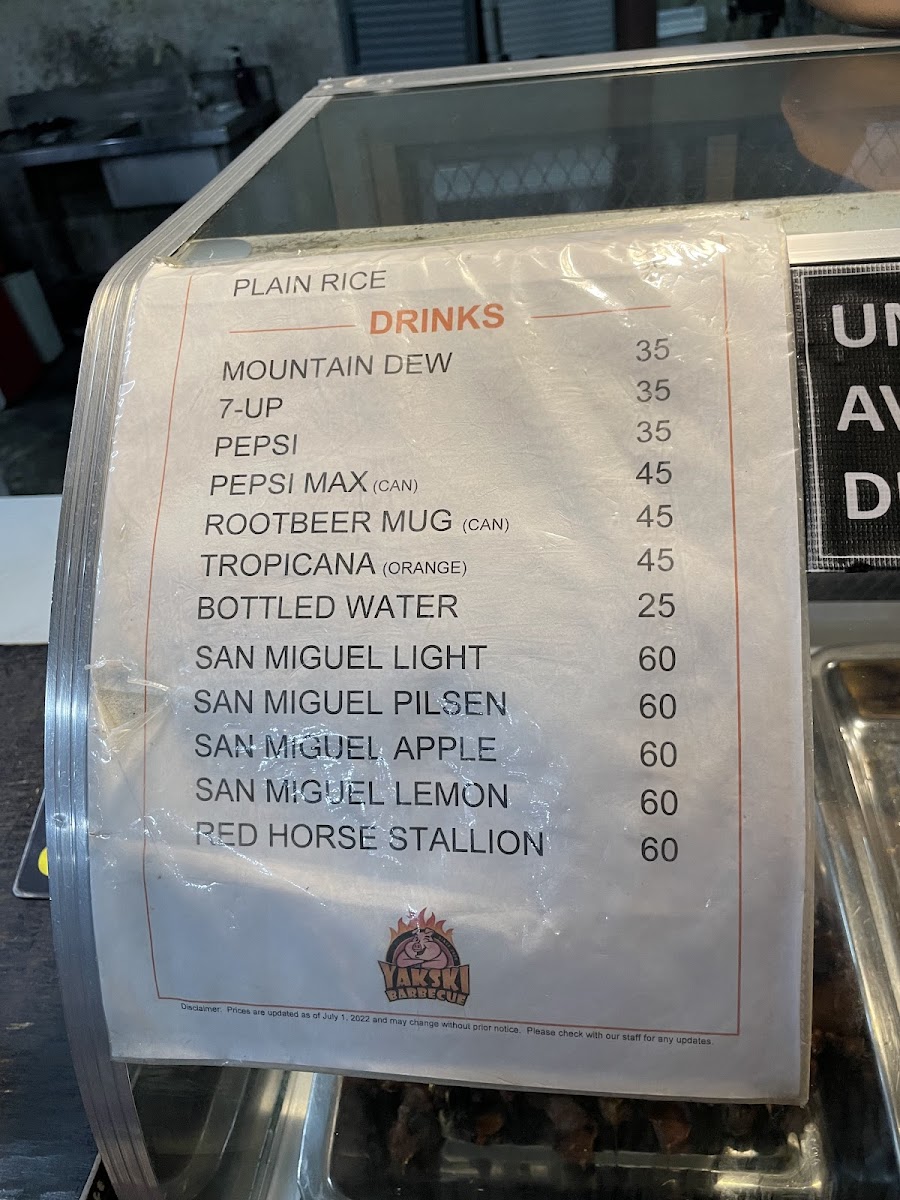 PLAIN RICE
DRINKS
MOUNTAIN DEW 35
7-UP 35
PEPSI 35
PEPSI MAX (CAN) 45
ROOTBEER MUG (CAN) 45
TROPICANA (ORANGE) 45
BOTTLED WATER 25
SAN MIGUEL LIGHT 60
SAN MIGUEL PILSEN 60
SAN MIGUEL APPLE 60
SAN MIGUEL LEMON 60
RED HORSE STALLION 60
YAKSKI
BARBECUE
Disclaimer: Prices are updated as of July 1, 2022 and may change without prior notice. Please check with our staff for any updates.
UN
AV